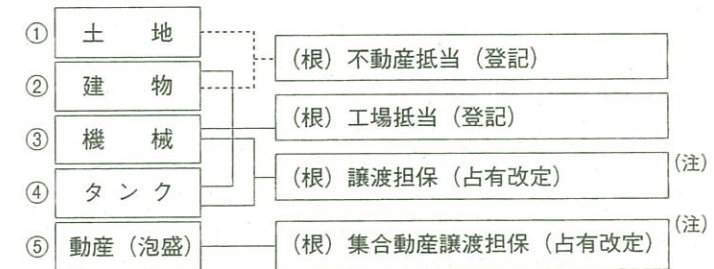 ① 土 地
(根) 不動産抵当 (登記)
② 建 物
(根) 工場抵当 (登記)
③ 機 械
(根) 譲渡担保 (占有改定) (注)
④ タ ン ク
⑤ 動産 (泡盛)
(根) 集合動産譲渡担保 (占有改定) (注)